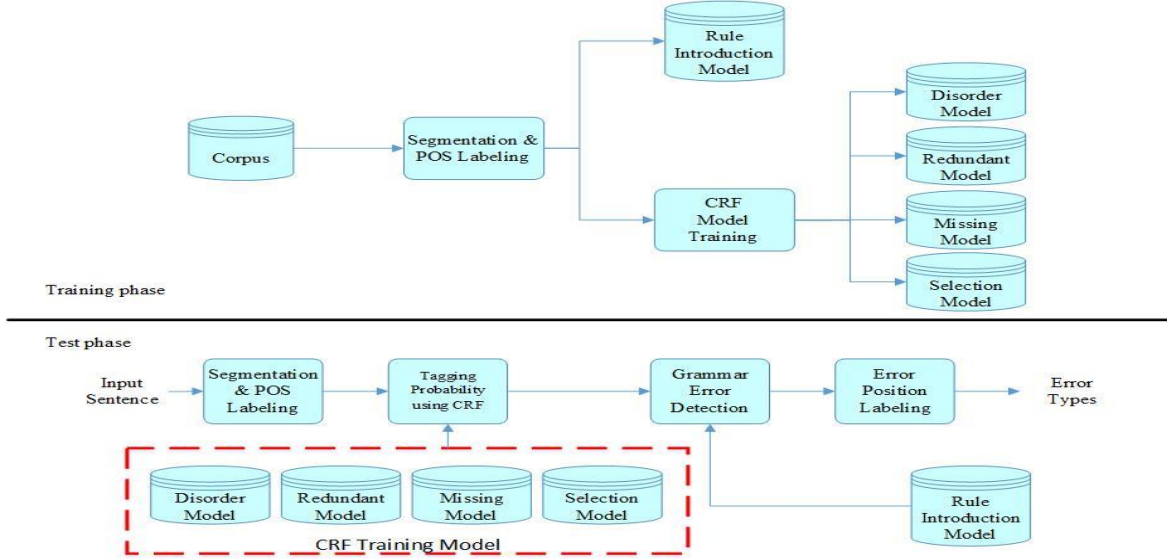 Rule
Introduction
Model
Disorder
Model
Segmentation &
POS Labeling
Corpus
Redundant
Model
CRF
Model
Training
Missing
Model
Selection
Model
Training phase
Test phase
Input
Sentence
Segmentation
& POS
Labeling
Tagging
Probability
using CRF
Grammar
Error
Detection
Error
Position
Labeling
Error
Types
Disorder
Model
Redundant
Model
Missing
Model
Selection
Model
Rule
Introduction
Model
CRF Training Model